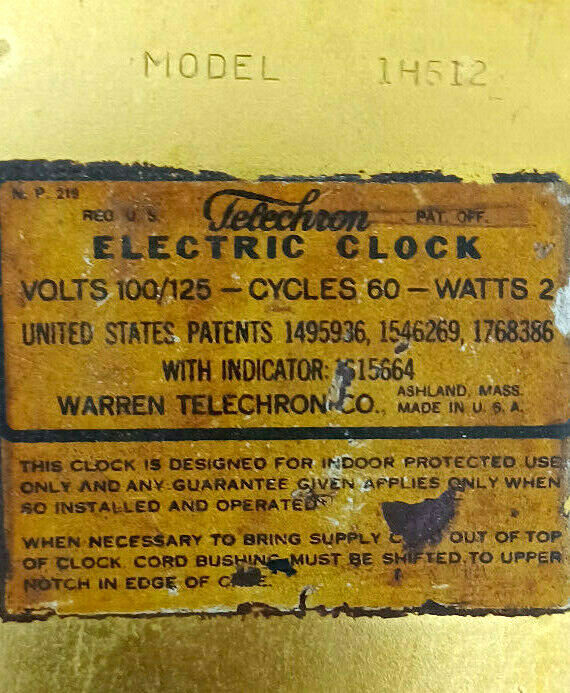 MODEL 1H612
N. P. 219
REG U. S. Telechron PAT. OFF.
ELECTRIC CLOCK
VOLTS 100/125 — CYCLES 60 — WATTS 2
UNITED STATES PATENTS 1495936, 1546269, 1768386
WITH INDICATOR: 1615664
WARREN TELECHRON CO., ASHLAND, MASS.
MADE IN U. S. A.
THIS CLOCK IS DESIGNED FOR INDOOR PROTECTED USE
ONLY AND ANY GUARANTEE GIVEN APPLIES ONLY WHEN
SO INSTALLED AND OPERATED
WHEN NECESSARY TO BRING SUPPLY OUT OF TOP
OF CLOCK, CORD BUSHING MUST BE SHIFTED TO UPPER
NOTCH IN EDGE OF